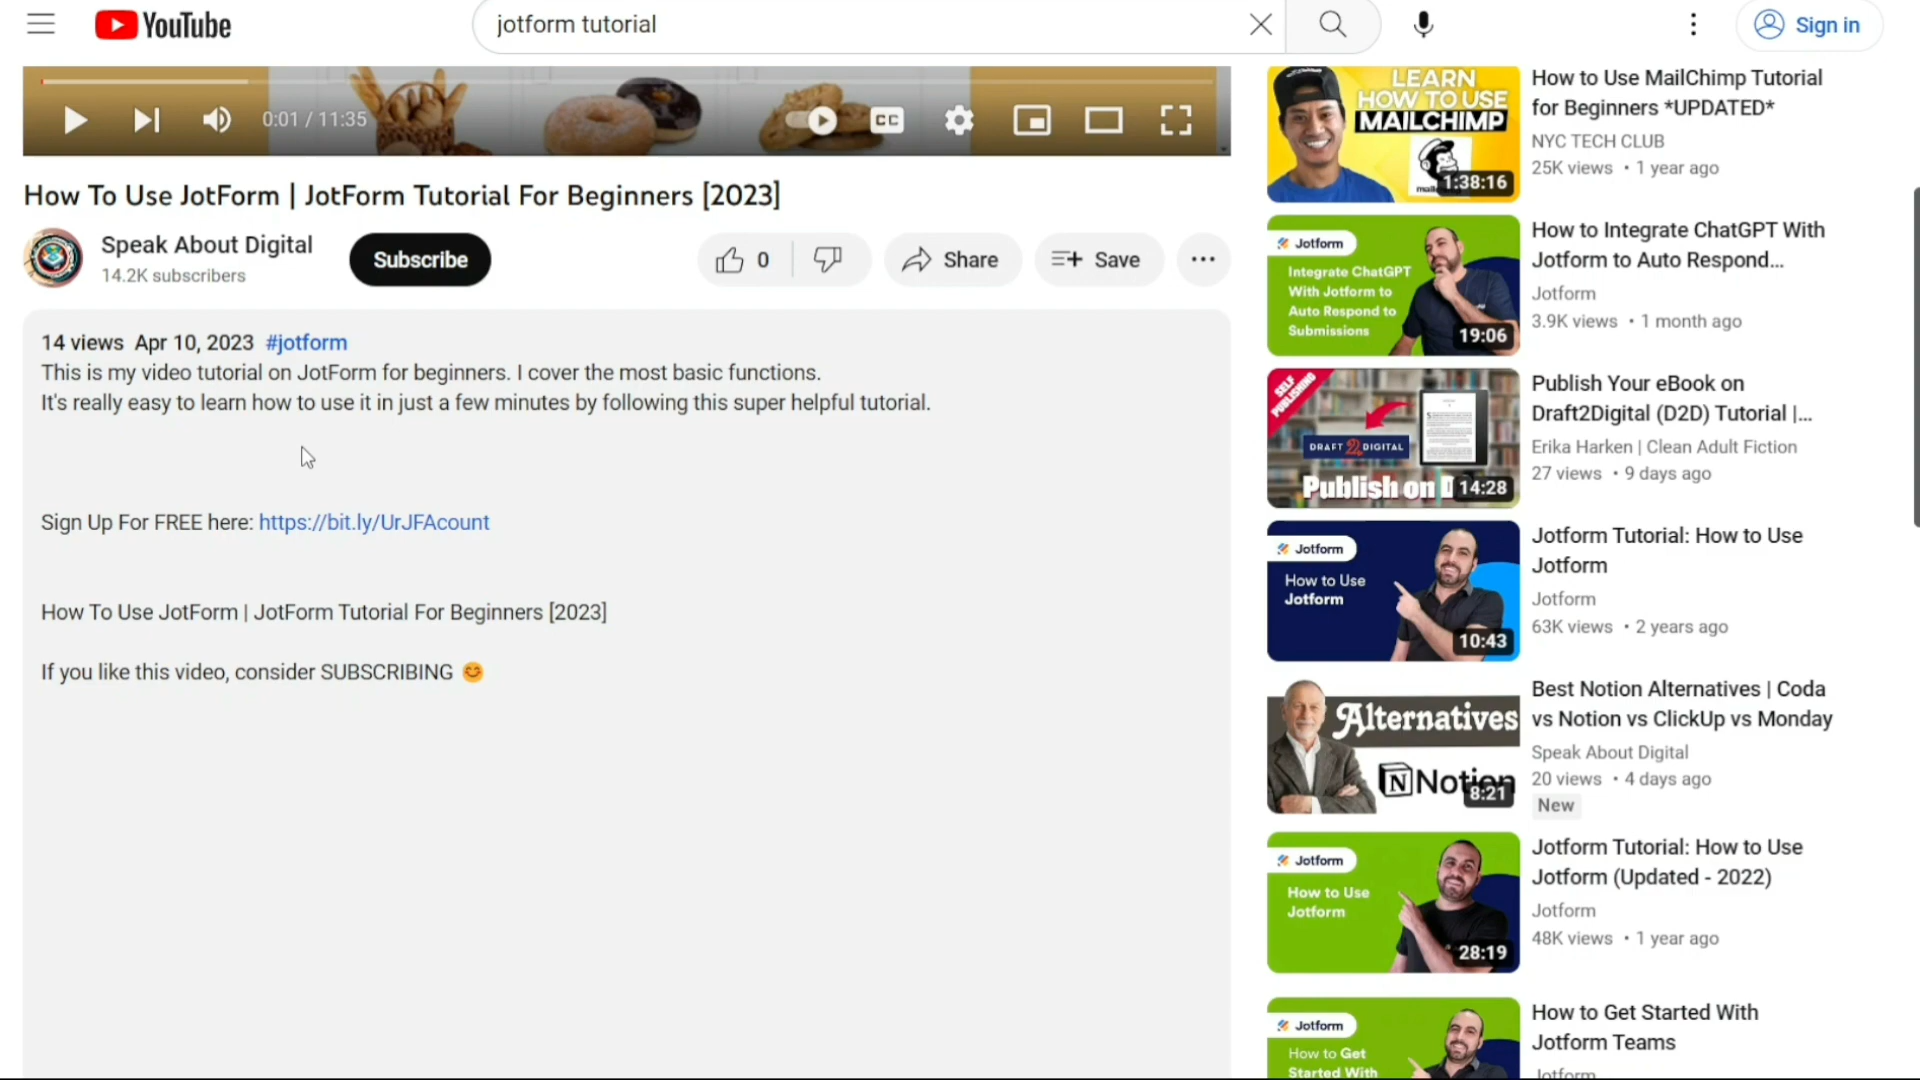 YouTube
jotform tutorial
Sign in
0:01 / 11:35
CC
How To Use JotForm | JotForm Tutorial For Beginners [2023]
Speak About Digital
14.2K subscribers
Subscribe
0
Share
Save
14 views Apr 10, 2023 #jotform
This is my video tutorial on JotForm for beginners. I cover the most basic functions.
It's really easy to learn how to use it in just a few minutes by following this super helpful tutorial.
Sign Up For FREE here: https://bit.ly/UrJFAcount
How To Use JotForm | JotForm Tutorial For Beginners [2023]
If you like this video, consider SUBSCRIBING 😊
LEARN
HOW TO USE
MAILCHIMP
1:38:16
How to Use MailChimp Tutorial
for Beginners *UPDATED*
NYC TECH CLUB
25K views • 1 year ago
Jotform
Integrate ChatGPT
With Jotform to
Auto Respond to
Submissions
19:06
How to Integrate ChatGPT With
Jotform to Auto Respond...
Jotform
3.9K views • 1 month ago
SELF
PUBLISHING
DRAFT 2 DIGITAL
Publish on
14:28
Publish Your eBook on
Draft2Digital (D2D) Tutorial |...
Erika Harken | Clean Adult Fiction
27 views • 9 days ago
Jotform
How to Use
Jotform
10:43
Jotform Tutorial: How to Use
Jotform
Jotform
63K views • 2 years ago
Alternatives
Notion
8:21
Best Notion Alternatives | Coda
vs Notion vs ClickUp vs Monday
Speak About Digital
20 views • 4 days ago
New
Jotform
How to Use
Jotform
28:19
Jotform Tutorial: How to Use
Jotform (Updated - 2022)
Jotform
48K views • 1 year ago
Jotform
How to Get
Started With
How to Get Started With
Jotform Teams
Jotform